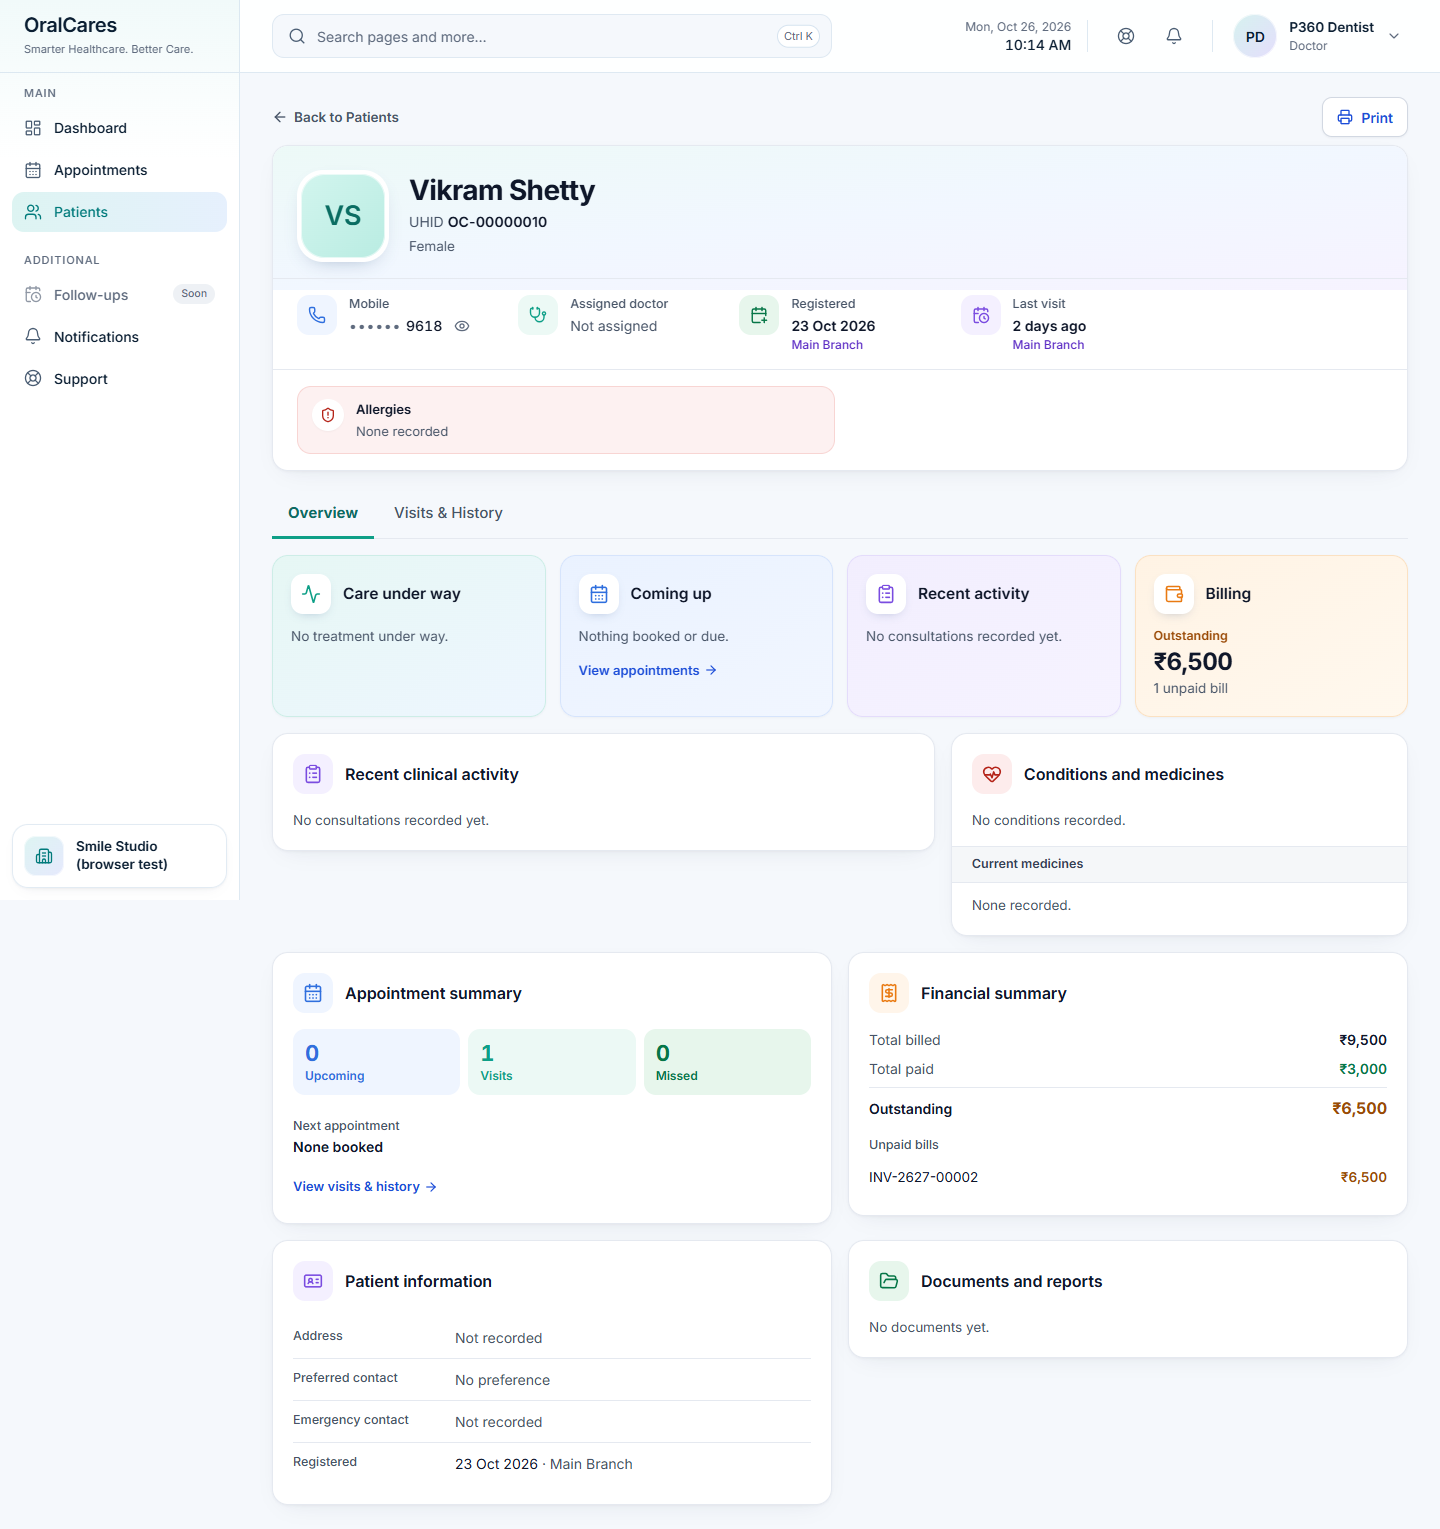 OralCares
Smarter Healthcare. Better Care.
Search pages and more...
Ctrl K
Mon, Oct 26, 2026
10:14 AM
PD
P360 Dentist
Doctor
MAIN
Dashboard
Appointments
Patients
ADDITIONAL
Follow-ups
Soon
Notifications
Support
Smile Studio
(browser test)
Back to Patients
Print
VS
Vikram Shetty
UHID OC-00000010
Female
Mobile
•••••• 9618
Assigned doctor
Not assigned
Registered
23 Oct 2026
Main Branch
Last visit
2 days ago
Main Branch
Allergies
None recorded
Overview
Visits & History
Care under way
No treatment under way.
Coming up
Nothing booked or due.
View appointments →
Recent activity
No consultations recorded yet.
Billing
Outstanding
₹6,500
1 unpaid bill
Recent clinical activity
No consultations recorded yet.
Conditions and medicines
No conditions recorded.
Current medicines
None recorded.
Appointment summary
0
Upcoming
1
Visits
0
Missed
Next appointment
None booked
View visits & history →
Financial summary
Total billed ₹9,500
Total paid ₹3,000
Outstanding ₹6,500
Unpaid bills
INV-2627-00002 ₹6,500
Patient information
Address Not recorded
Preferred contact No preference
Emergency contact Not recorded
Registered 23 Oct 2026 · Main Branch
Documents and reports
No documents yet.